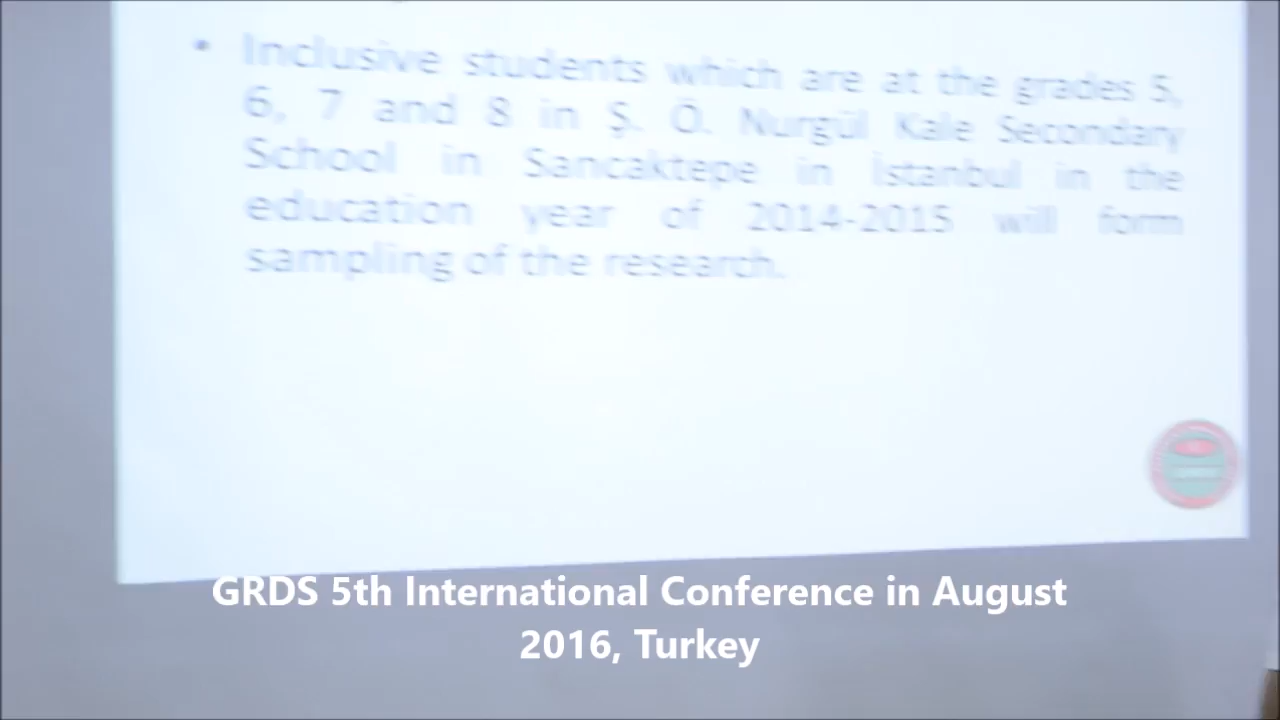 • Inclusive students which are at the grades 5,
6, 7 and 8 in Ş. Ö. Nurgül Kale Secondary
School in Sancaktepe in İstanbul in the
education year of 2014-2015 will form
sampling of the research.
GRDS 5th International Conference in August
2016, Turkey